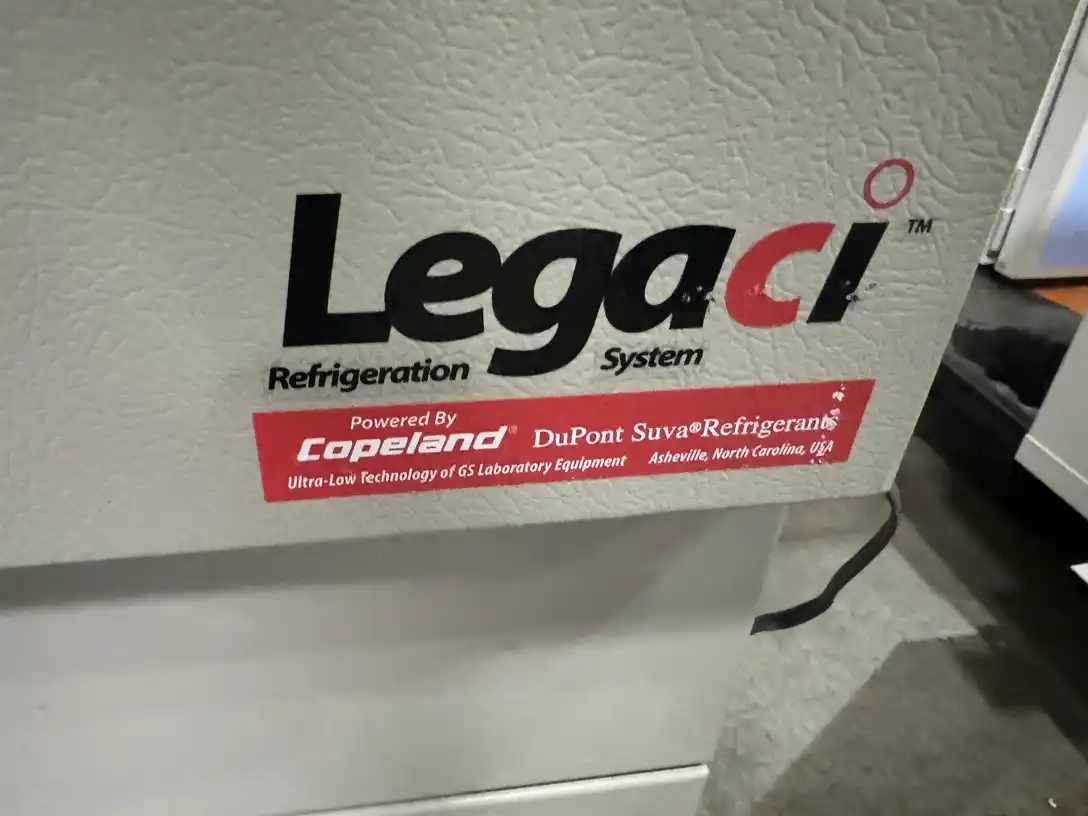 Legaci™
Refrigeration System
Powered By
Copeland® DuPont Suva®Refrigerants
Ultra-Low Technology of GS Laboratory Equipment Asheville, North Carolina, USA